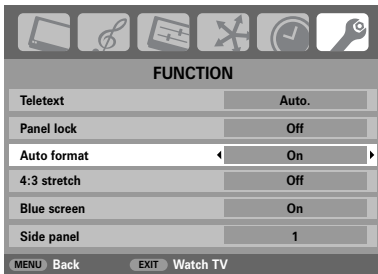 FUNCTION
Teletext Auto.
Panel lock Off
Auto format On
4:3 stretch Off
Blue screen On
Side panel 1
MENU Back EXIT Watch TV